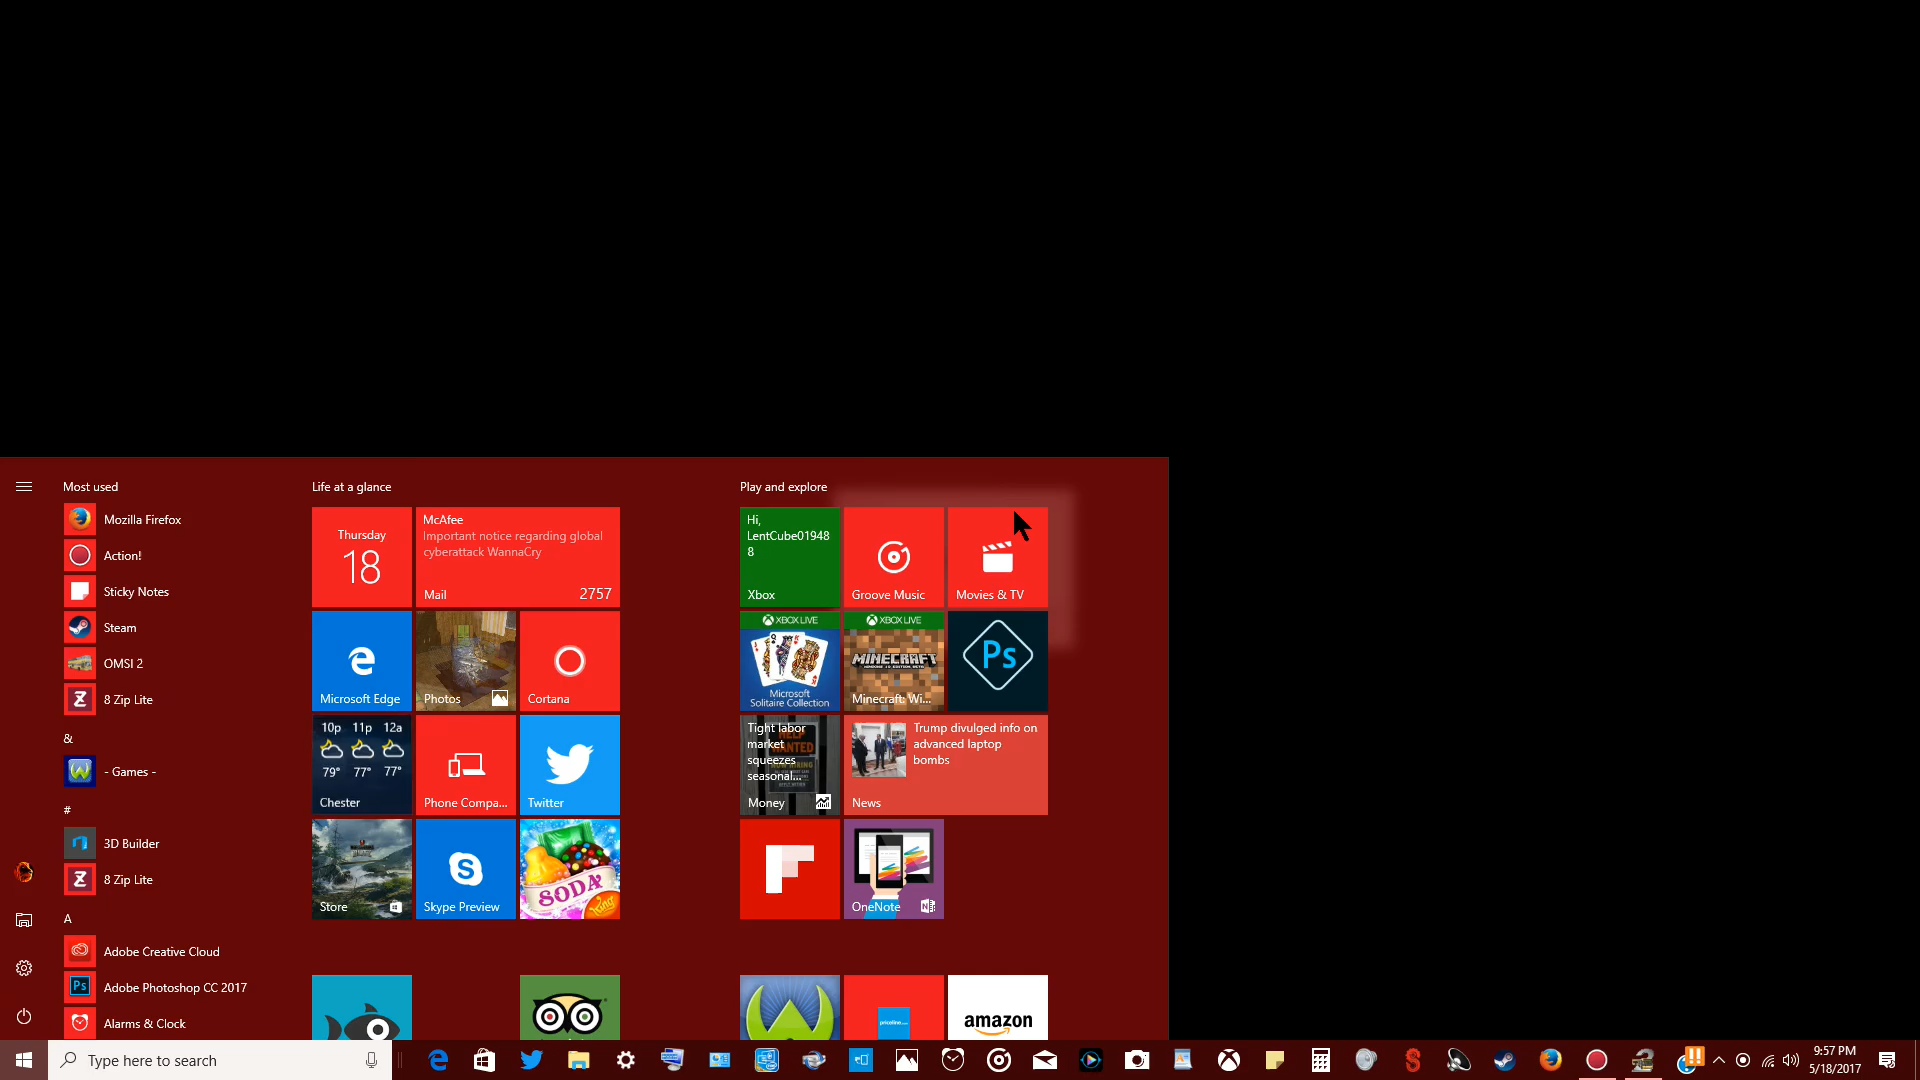 Most used
Mozilla Firefox
Action!
Sticky Notes
Steam
OMSI 2
8 Zip Lite
&
- Games -
#
3D Builder
8 Zip Lite
A
Adobe Creative Cloud
Ps
Adobe Photoshop CC 2017
Alarms & Clock
Life at a glance
Thursday
18
McAfee
Important notice regarding global
cyberattack WannaCry
Mail
2757
Microsoft Edge
Photos
Cortana
10p 11p 12a
79° 77° 77°
Chester
Phone Compa...
Twitter
Store
Skype Preview
SODA
King
Play and explore
Hi,
LentCube01948
8
Xbox
Groove Music
Movies & TV
XBOX LIVE
Microsoft
Solitaire Collection
XBOX LIVE
MINECRAFT
Minecraft: Wi...
Ps
Tight labor
market
squeezes
seasonal...
Money
Trump divulged info on
advanced laptop
bombs
News
OneNote
priceline.com
amazon
Type here to search
9:57 PM
5/18/2017